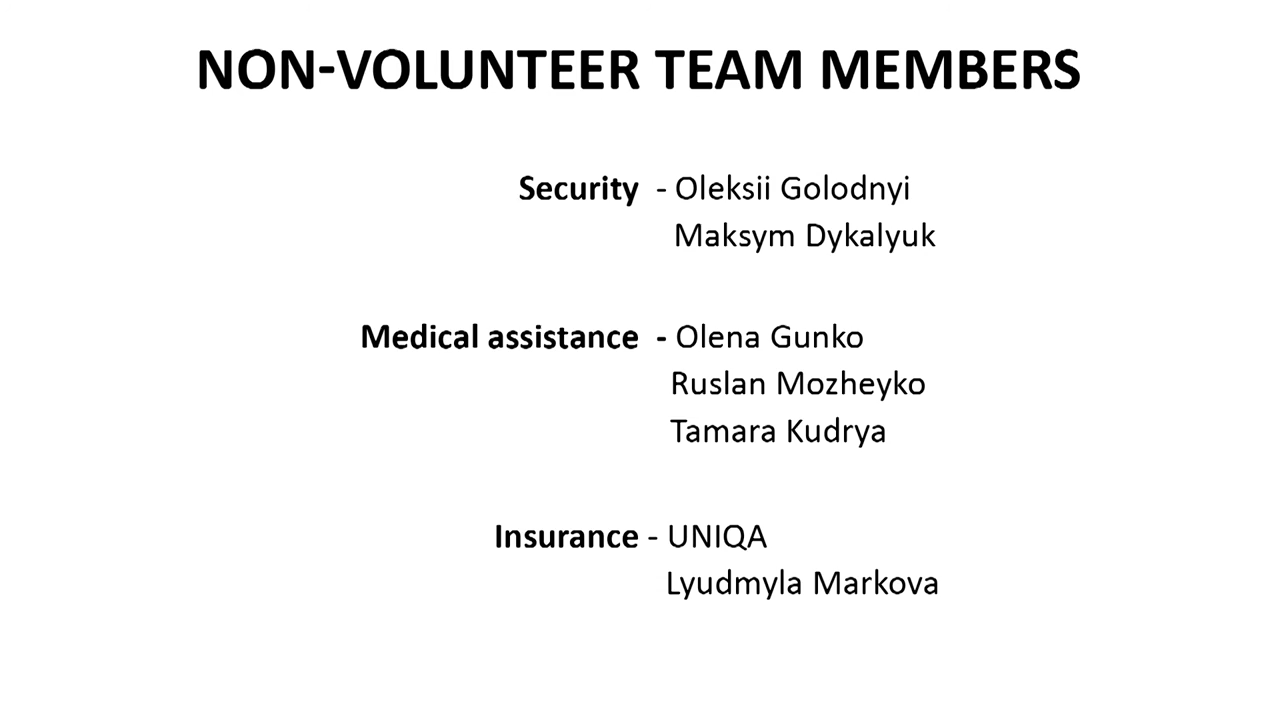 NON-VOLUNTEER TEAM MEMBERS
Security - Oleksii Golodnyi
Maksym Dykalyuk
Medical assistance - Olena Gunko
Ruslan Mozheyko
Tamara Kudrya
Insurance - UNIQA
Lyudmyla Markova